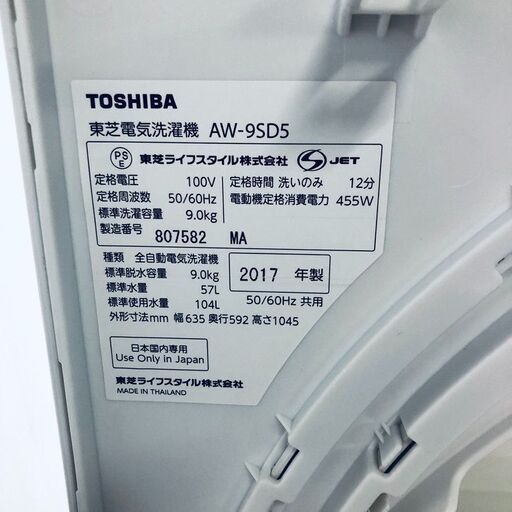 TOSHIBA
東芝電気洗濯機 AW-9SD5
PS E 東芝ライフスタイル株式会社 S JET
定格電圧 100V 定格時間 洗いのみ 12分
定格周波数 50/60Hz 電動機定格消費電力 455W
標準洗濯容量 9.0kg
製造番号 807582 MA
種類 全自動電気洗濯機
標準脱水容量 9.0kg 2017 年製
標準水量 57L
標準使用水量 104L 50/60Hz 共用
外形寸法mm 幅635 奥行592 高さ1045
日本国内専用
Use Only in Japan
東芝ライフスタイル株式会社
MADE IN THAILAND